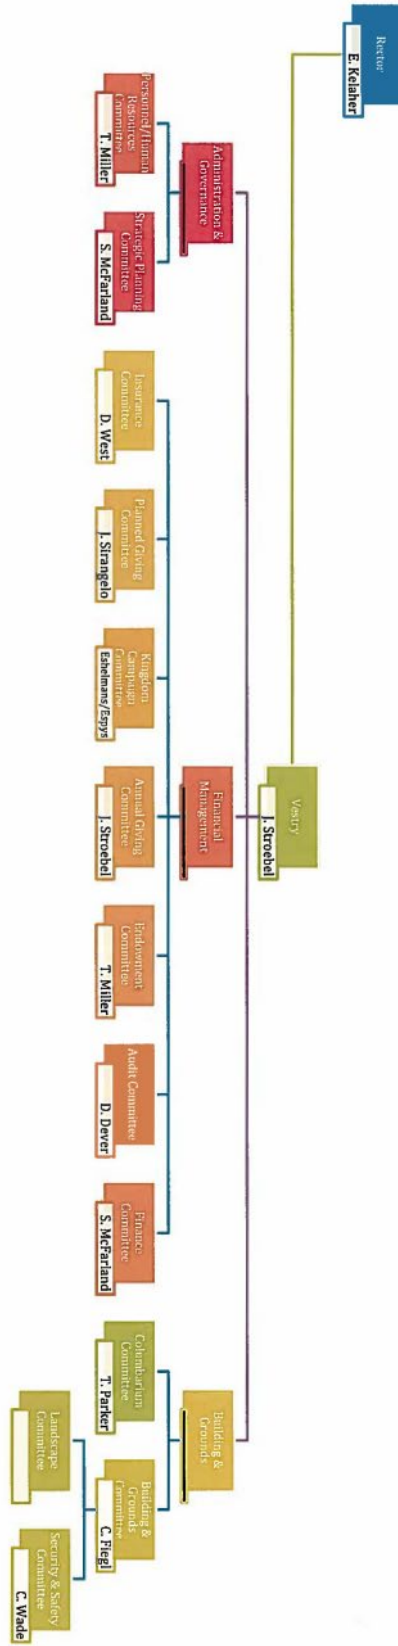 Rector
E. Kelaher
Vestry
J. Stroebel
Administration &
Governance
Financial
Management
Building &
Grounds
Personnel/Human
Resources
Committee
T. Miller
Strategic Planning
Committee
S. McFarland
Insurance
Committee
D. West
Planned Giving
Committee
J. Sirangelo
Kingdom
Campaign
Committee
Eshelmans/Espys
Annual Giving
Committee
J. Stroebel
Endowment
Committee
T. Miller
Audit Committee
D. Dever
Finance
Committee
S. McFarland
Columbarium
Committee
T. Parker
Building &
Grounds
Committee
C. Fiegl
Landscape
Committee
Security & Safety
Committee
C. Wade